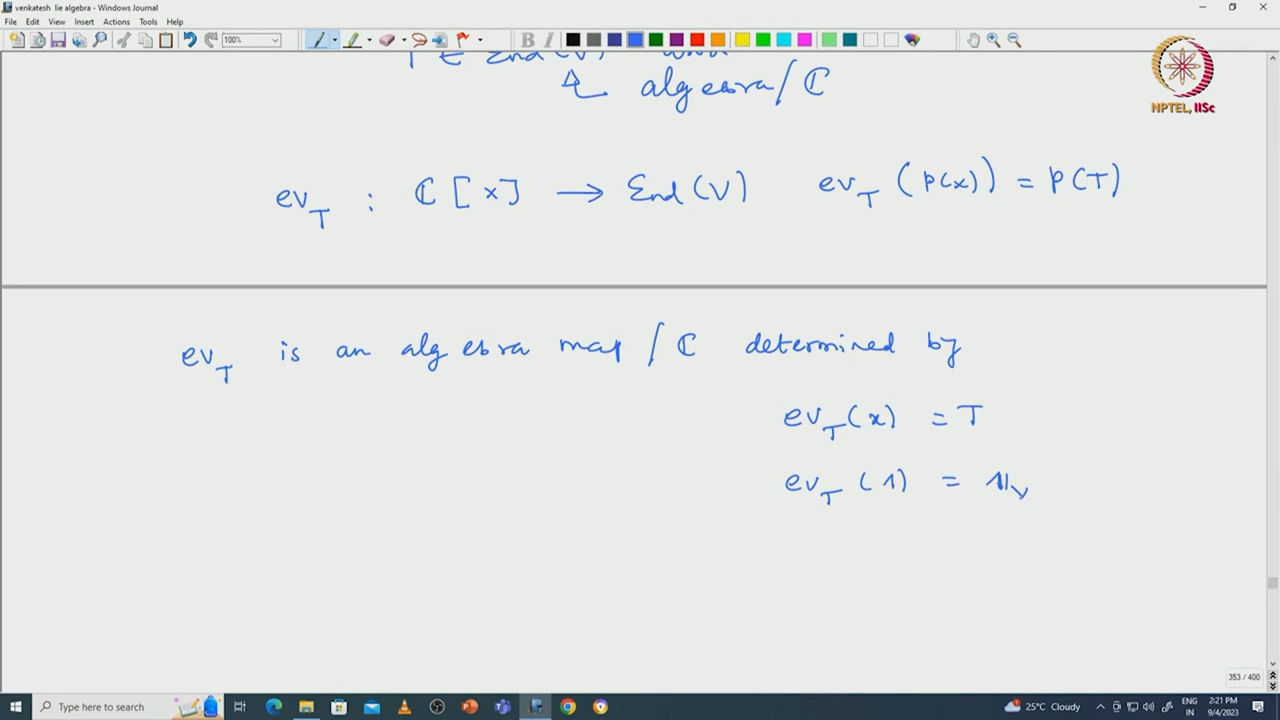 venkatesh lie algebra - Windows Journal
File Edit View Insert Actions Tools Help
100%
B I
T ∈ End(V)
algebra/ℂ
NPTEL, IISc
ev_T : ℂ[x] → End(V) ev_T (p(x)) = p(T)
ev_T is an algebra map / ℂ determined by
ev_T (x) = T
ev_T (1) = 𝟙_V
353 / 400
Type here to search
25°C Cloudy
ENG
IN
2:21 PM
9/4/2023